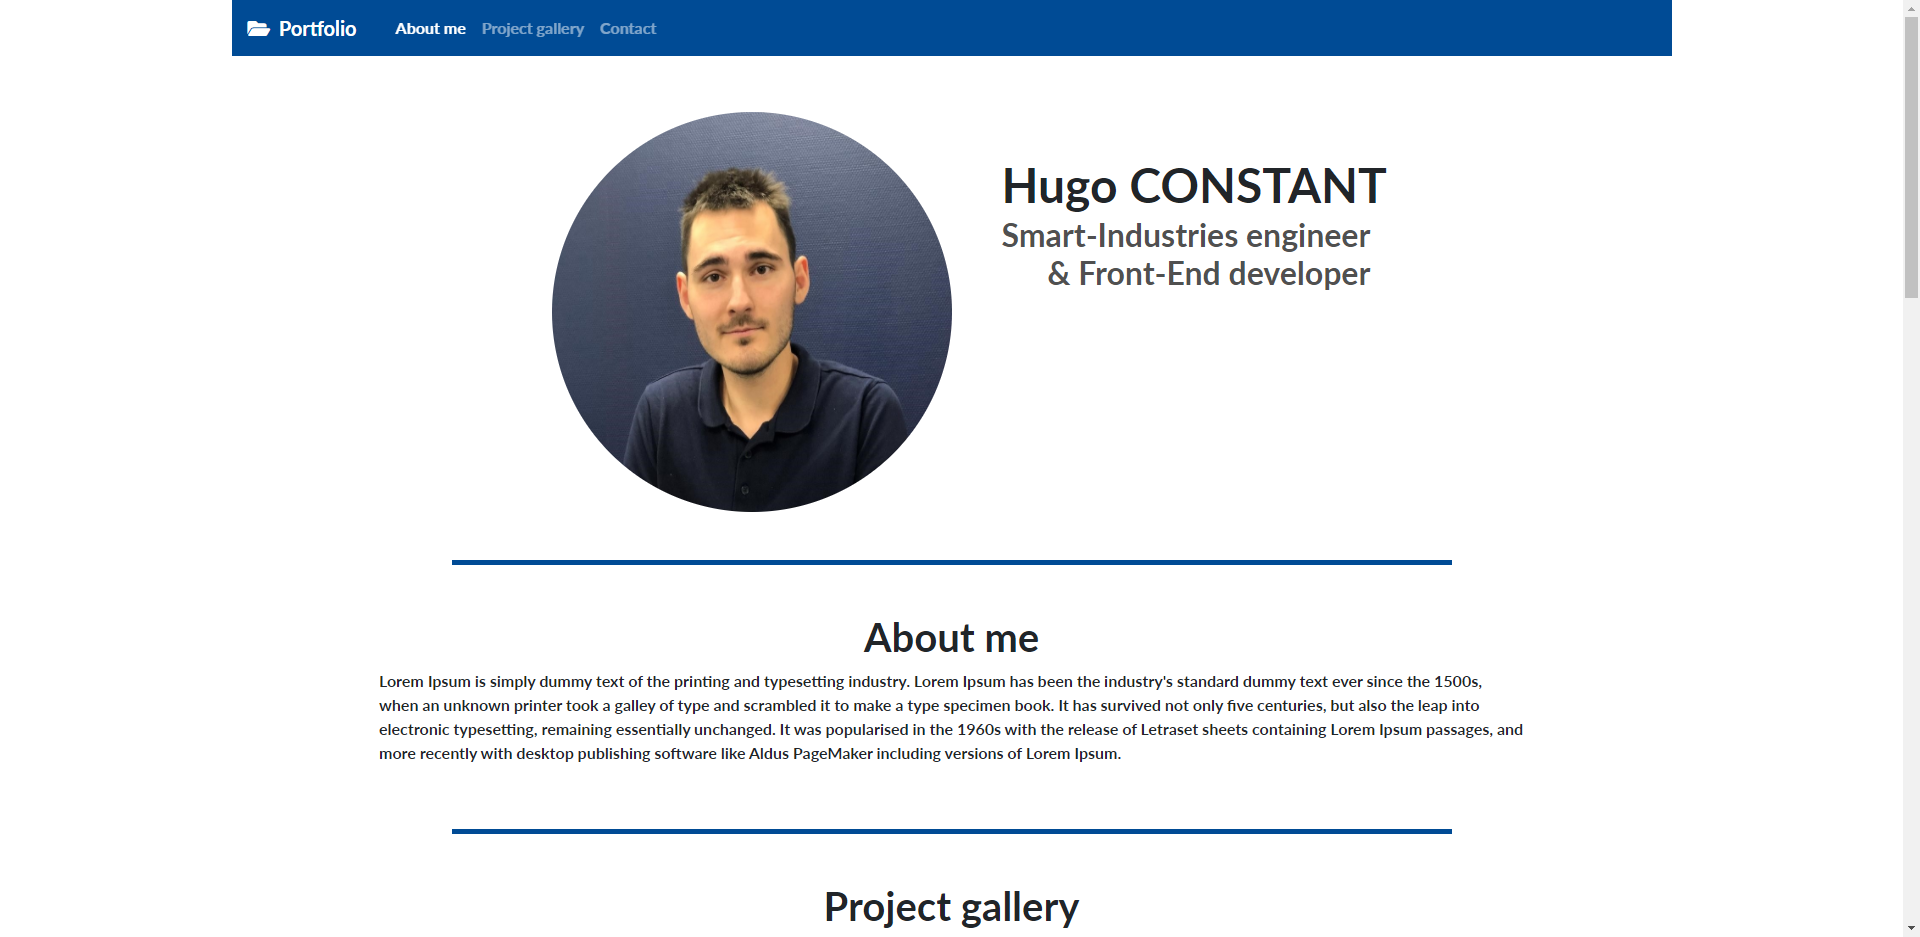 Portfolio About me Project gallery Contact
Hugo CONSTANT
Smart-Industries engineer
& Front-End developer
About me
Lorem Ipsum is simply dummy text of the printing and typesetting industry. Lorem Ipsum has been the industry's standard dummy text ever since the 1500s,
when an unknown printer took a galley of type and scrambled it to make a type specimen book. It has survived not only five centuries, but also the leap into
electronic typesetting, remaining essentially unchanged. It was popularised in the 1960s with the release of Letraset sheets containing Lorem Ipsum passages, and
more recently with desktop publishing software like Aldus PageMaker including versions of Lorem Ipsum.
Project gallery